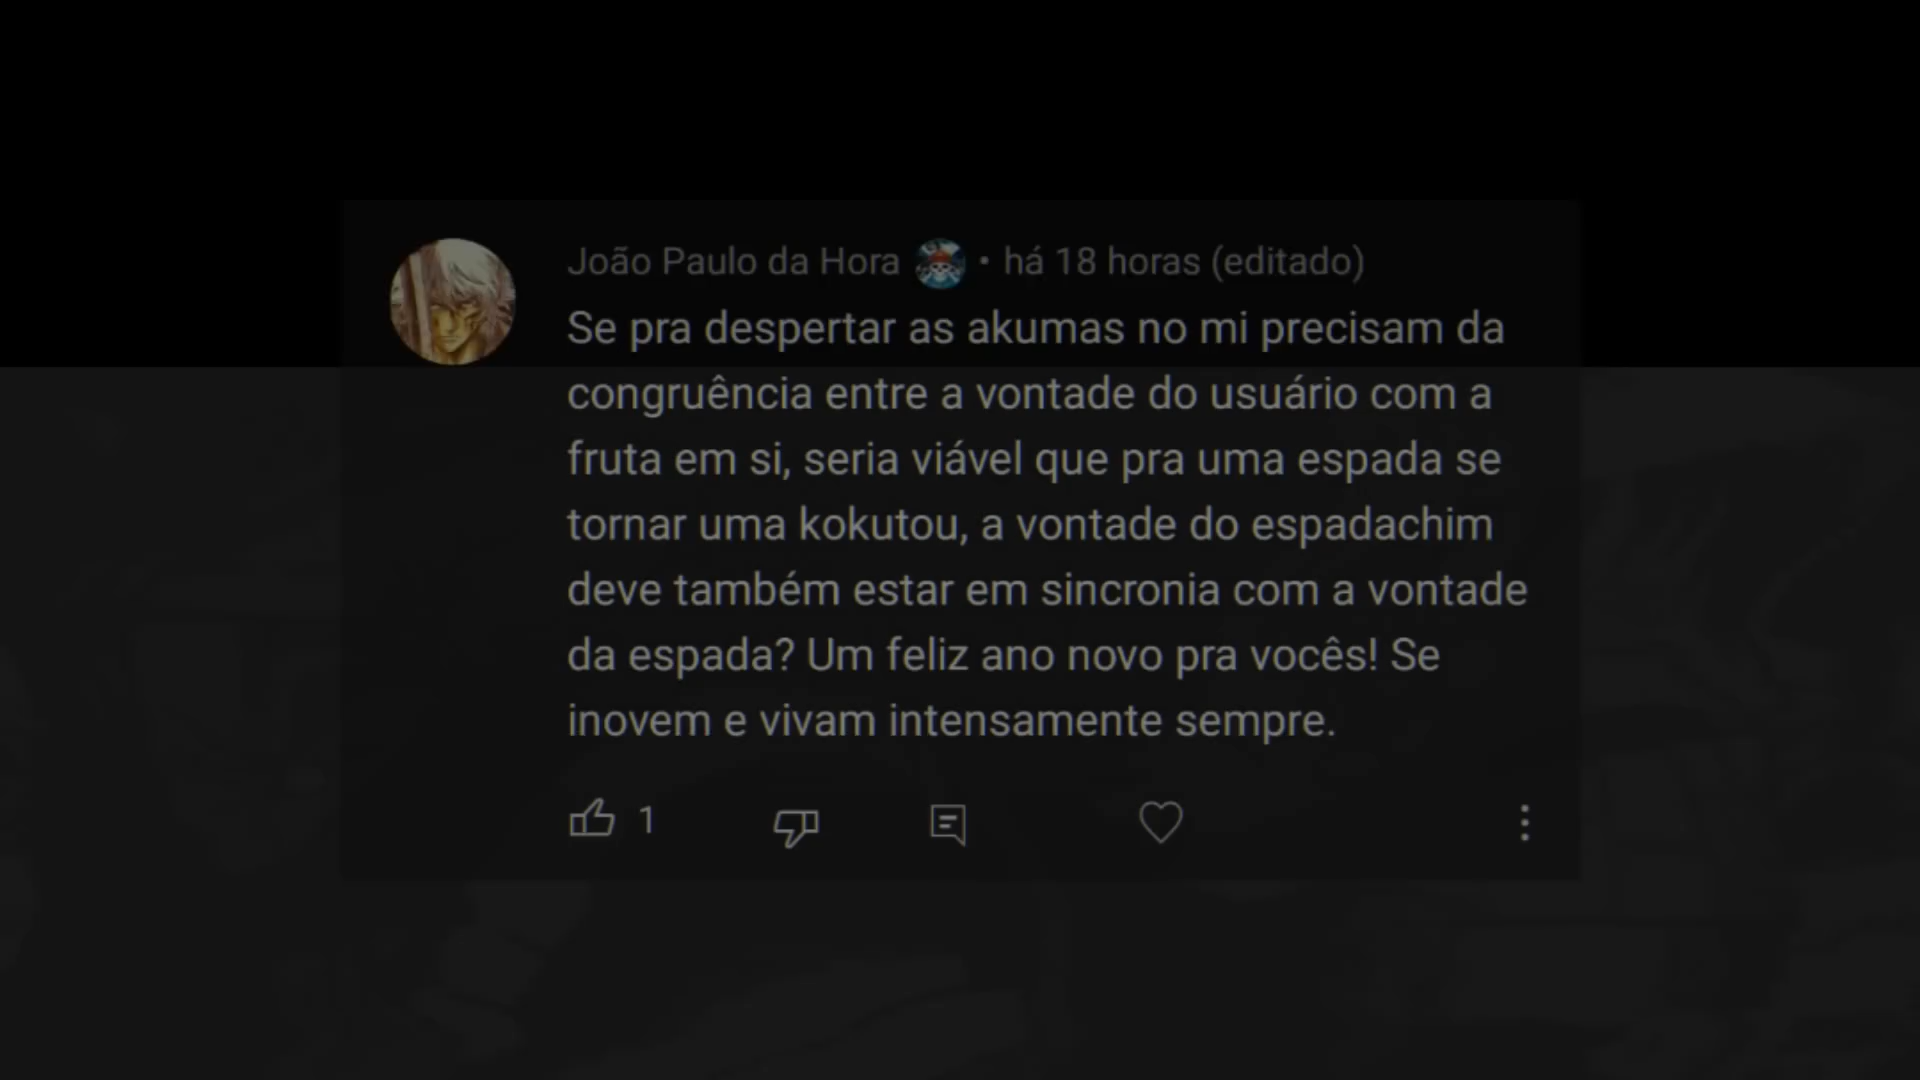 João Paulo da Hora • há 18 horas (editado)
Se pra despertar as akumas no mi precisam da
congruência entre a vontade do usuário com a
fruta em si, seria viável que pra uma espada se
tornar uma kokutou, a vontade do espadachim
deve também estar em sincronia com a vontade
da espada? Um feliz ano novo pra vocês! Se
inovem e vivam intensamente sempre.
1